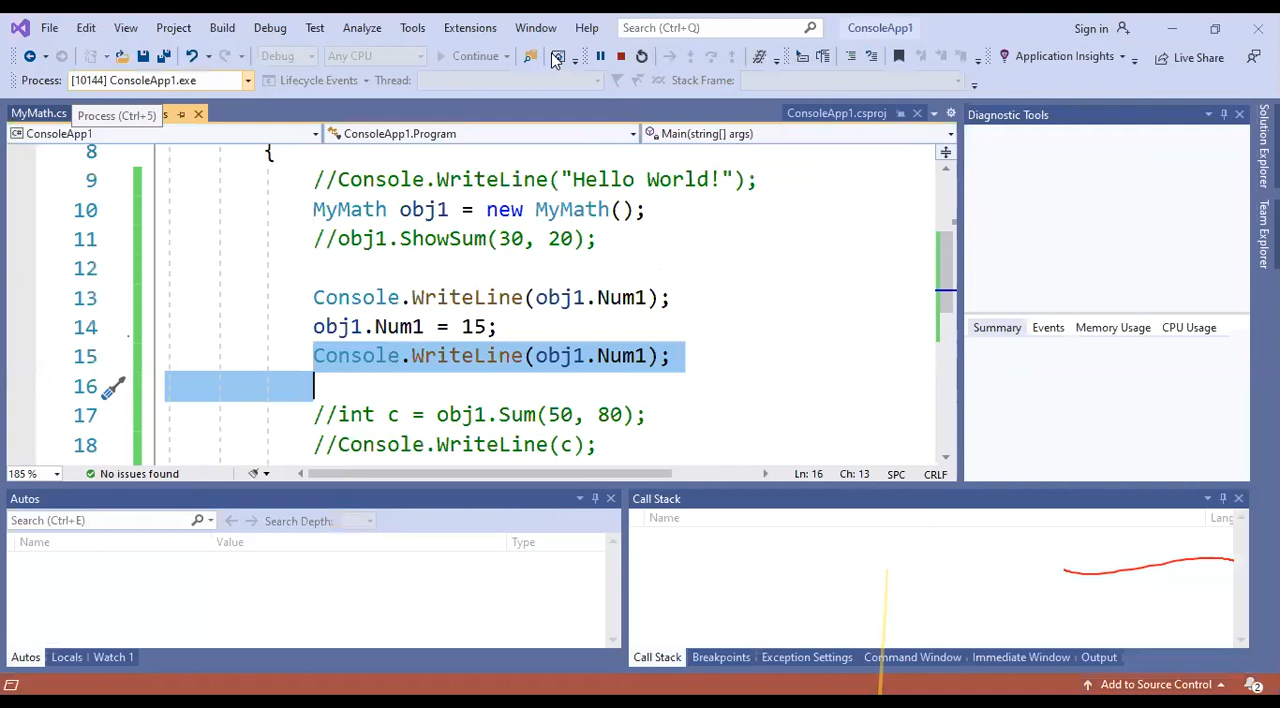 File Edit View Project Build Debug Test Analyze Tools Extensions Window Help Search (Ctrl+Q) ConsoleApp1 Sign in
Debug Any CPU Continue Application Insights Live Share
Process: [10144] ConsoleApp1.exe Lifecycle Events Thread: Stack Frame:
MyMath.cs s ConsoleApp1.csproj Diagnostic Tools
Process (Ctrl+5)
ConsoleApp1 ConsoleApp1.Program Main(string[] args)
8 {
9 //Console.WriteLine("Hello World!");
10 MyMath obj1 = new MyMath();
11 //obj1.ShowSum(30, 20);
12
13 Console.WriteLine(obj1.Num1);
14 obj1.Num1 = 15;
15 Console.WriteLine(obj1.Num1);
16
17 //int c = obj1.Sum(50, 80);
18 //Console.WriteLine(c);
Summary Events Memory Usage CPU Usage
Solution Explorer
Team Explorer
185 % No issues found Ln: 16 Ch: 13 SPC CRLF
Autos
Search (Ctrl+E) Search Depth:
Name Value Type
Autos Locals Watch 1
Call Stack
Name Lang
Call Stack Breakpoints Exception Settings Command Window Immediate Window Output
Add to Source Control 2